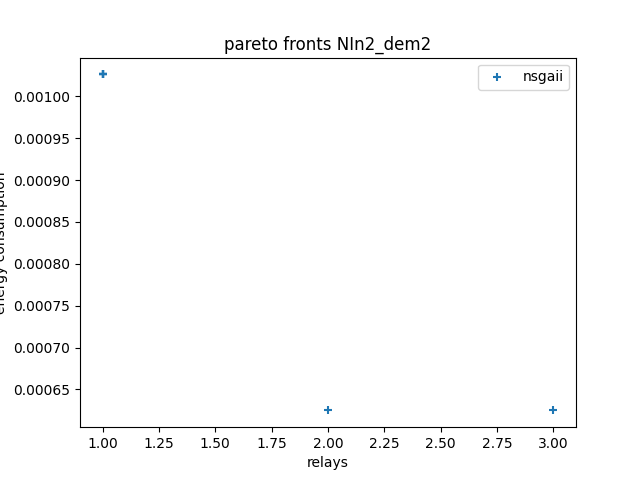 pareto fronts NIn2_dem2
nsgaii
0.00100
0.00095
0.00090
0.00085
0.00080
0.00075
0.00070
0.00065
energy consumption
1.00 1.25 1.50 1.75 2.00 2.25 2.50 2.75 3.00
relays